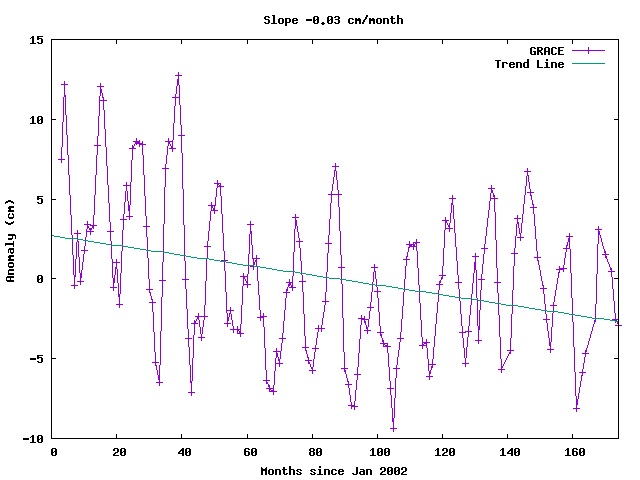 Slope -0.03 cm/month
15
GRACE
Trend Line
10
5
Anomaly (cm)
0
-5
-10
0 20 40 60 80 100 120 140 160
Months since Jan 2002